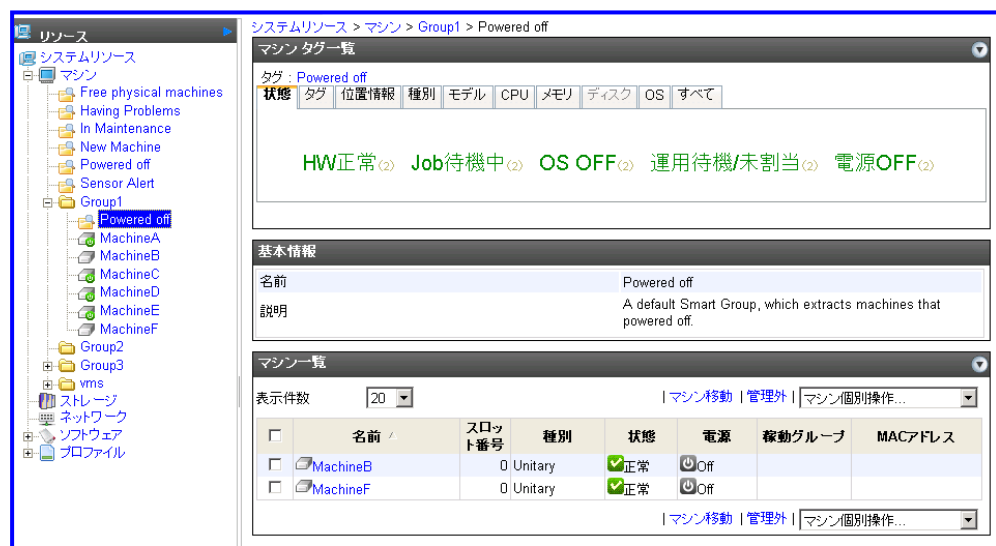 リソース
システムリソース
マシン
Free physical machines
Having Problems
In Maintenance
New Machine
Powered off
Sensor Alert
Group1
Powered off
MachineA
MachineB
MachineC
MachineD
MachineE
MachineF
Group2
Group3
vms
ストレージ
ネットワーク
ソフトウェア
プロファイル
システムリソース > マシン > Group1 > Powered off
マシン タグ一覧
タグ : Powered off
状態 タグ 位置情報 種別 モデル CPU メモリ ディスク OS すべて
HW正常(2) Job待機中(2) OS OFF(2) 運用待機/未割当(2) 電源OFF(2)
基本情報
名前 Powered off
説明 A default Smart Group, which extracts machines that
powered off.
マシン一覧
表示件数 20 | マシン移動 | 管理外 | マシン個別操作...
名前 スロット番号 種別 状態 電源 稼動グループ MACアドレス
MachineB 0 Unitary 正常 Off
MachineF 0 Unitary 正常 Off
| マシン移動 | 管理外 | マシン個別操作...